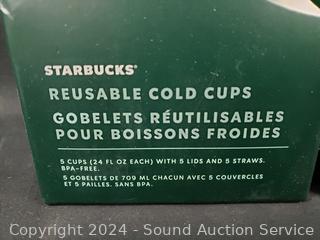 STARBUCKS®
REUSABLE COLD CUPS
GOBELETS RÉUTILISABLES
POUR BOISSONS FROIDES
5 CUPS (24 FL OZ EACH) WITH 5 LIDS AND 5 STRAWS.
BPA-FREE.
5 GOBELETS DE 709 ML CHACUN AVEC 5 COUVERCLES
ET 5 PAILLES. SANS BPA.
Copyright 2024 - Sound Auction Service